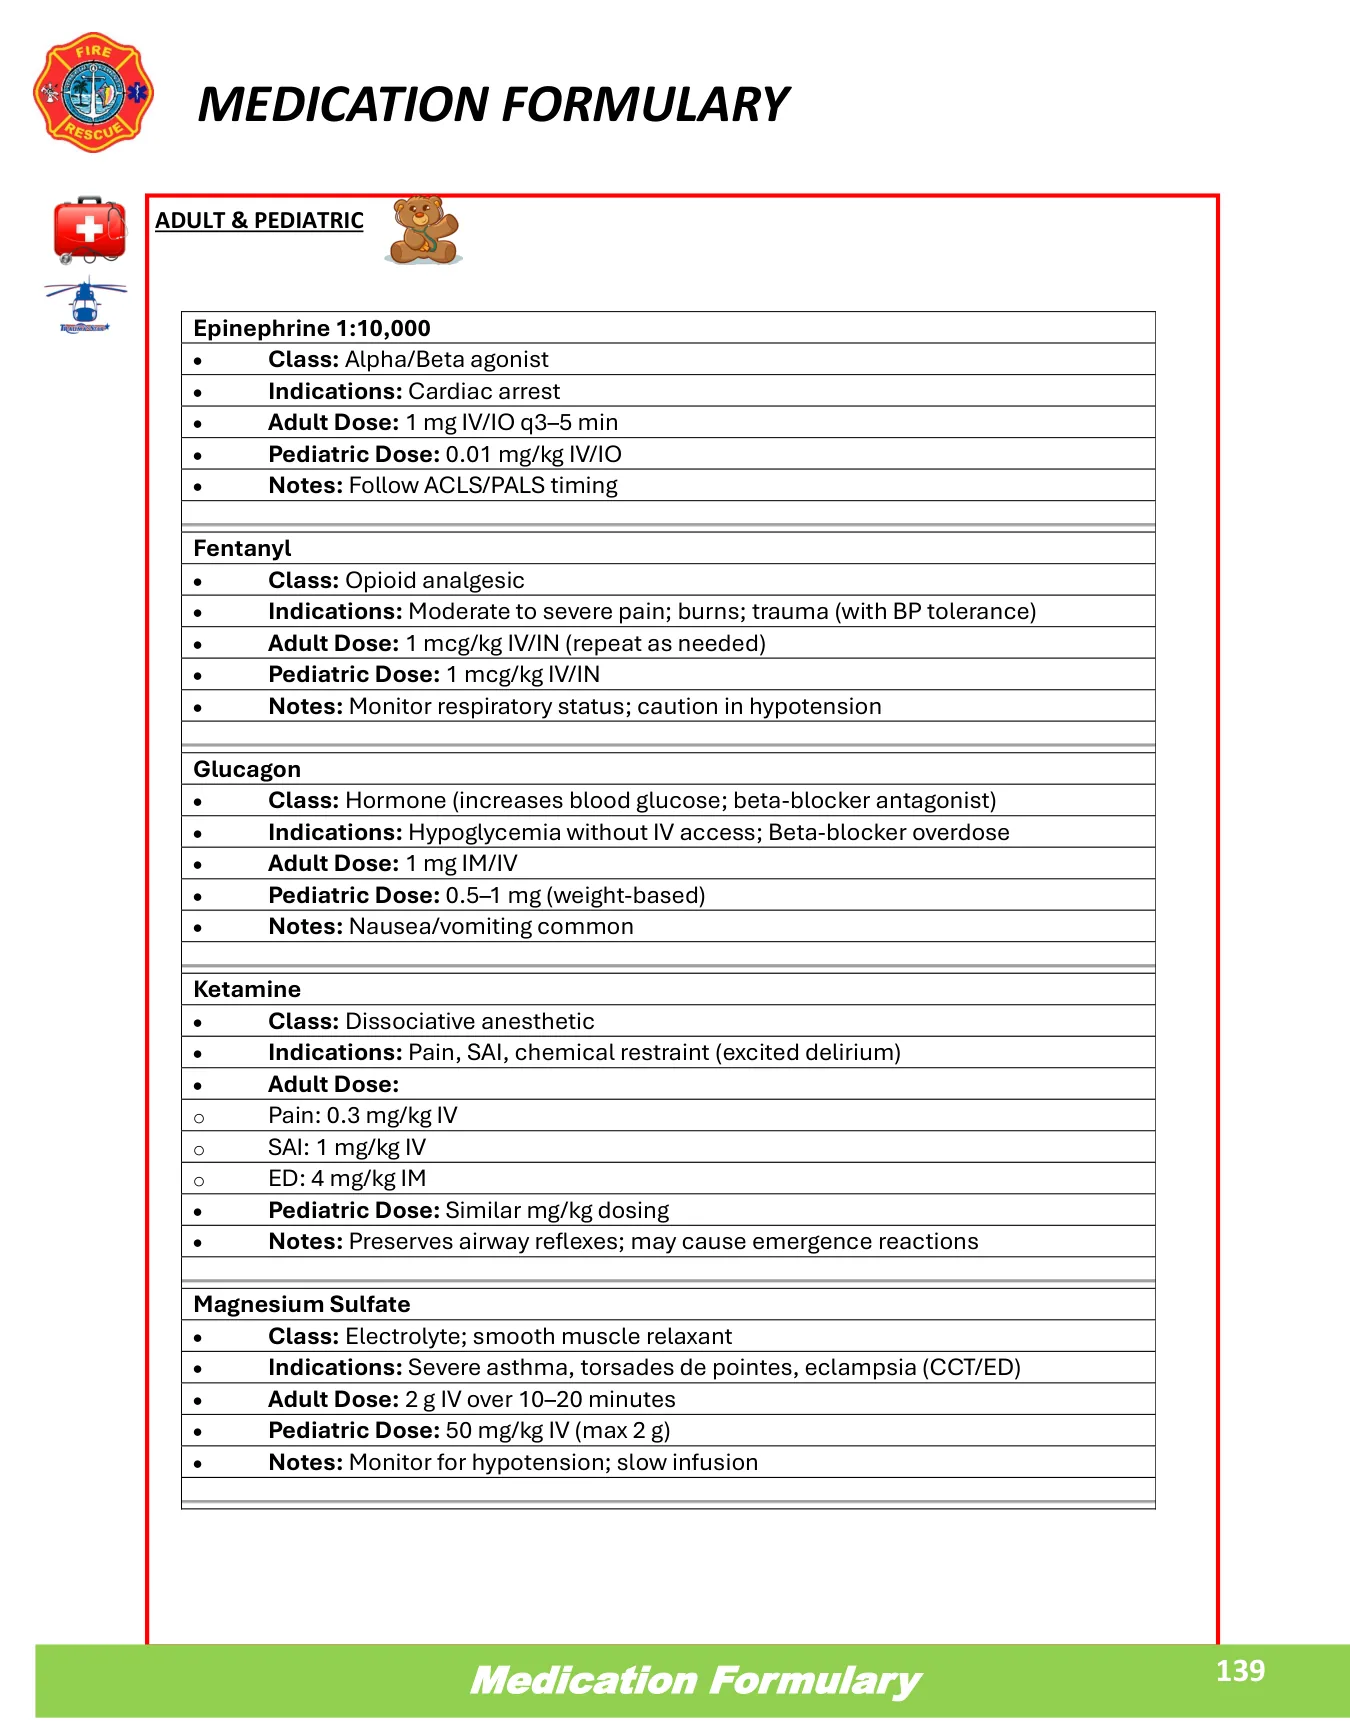 FIRE
RESCUE
MEDICATION FORMULARY
ADULT & PEDIATRIC
Epinephrine 1:10,000
• Class: Alpha/Beta agonist
• Indications: Cardiac arrest
• Adult Dose: 1 mg IV/IO q3–5 min
• Pediatric Dose: 0.01 mg/kg IV/IO
• Notes: Follow ACLS/PALS timing
Fentanyl
• Class: Opioid analgesic
• Indications: Moderate to severe pain; burns; trauma (with BP tolerance)
• Adult Dose: 1 mcg/kg IV/IN (repeat as needed)
• Pediatric Dose: 1 mcg/kg IV/IN
• Notes: Monitor respiratory status; caution in hypotension
Glucagon
• Class: Hormone (increases blood glucose; beta-blocker antagonist)
• Indications: Hypoglycemia without IV access; Beta-blocker overdose
• Adult Dose: 1 mg IM/IV
• Pediatric Dose: 0.5–1 mg (weight-based)
• Notes: Nausea/vomiting common
Ketamine
• Class: Dissociative anesthetic
• Indications: Pain, SAI, chemical restraint (excited delirium)
• Adult Dose:
o Pain: 0.3 mg/kg IV
o SAI: 1 mg/kg IV
o ED: 4 mg/kg IM
• Pediatric Dose: Similar mg/kg dosing
• Notes: Preserves airway reflexes; may cause emergence reactions
Magnesium Sulfate
• Class: Electrolyte; smooth muscle relaxant
• Indications: Severe asthma, torsades de pointes, eclampsia (CCT/ED)
• Adult Dose: 2 g IV over 10–20 minutes
• Pediatric Dose: 50 mg/kg IV (max 2 g)
• Notes: Monitor for hypotension; slow infusion
Medication Formulary
139